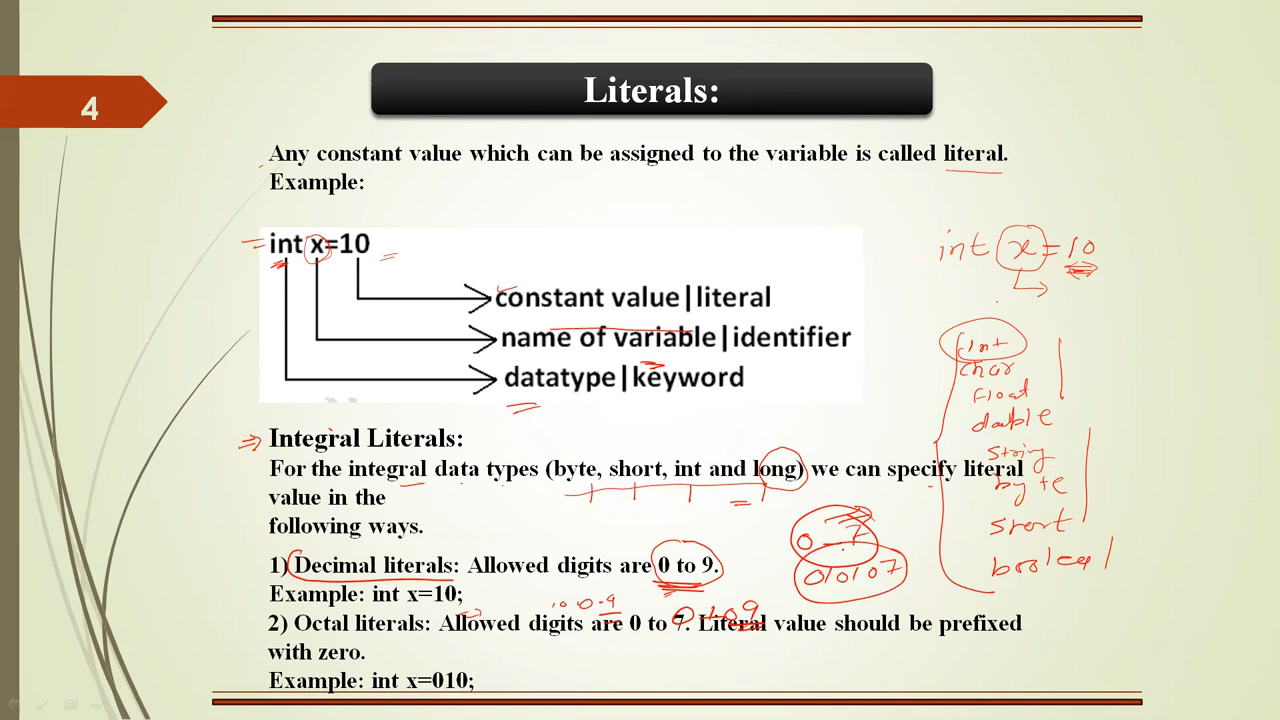 4
Literals:
Any constant value which can be assigned to the variable is called literal.
Example:
int x=10
constant value|literal
name of variable|identifier
datatype|keyword
int x = 10
int
char
float
double
string
byte
short
boolean
Integral Literals:
For the integral data types (byte, short, int and long) we can specify literal
value in the
following ways.
0 - 7
010107
1) Decimal literals: Allowed digits are 0 to 9.
Example: int x=10;
0 to 9
2) Octal literals: Allowed digits are 0 to 7. Literal value should be prefixed
with zero.
Example: int x=010;